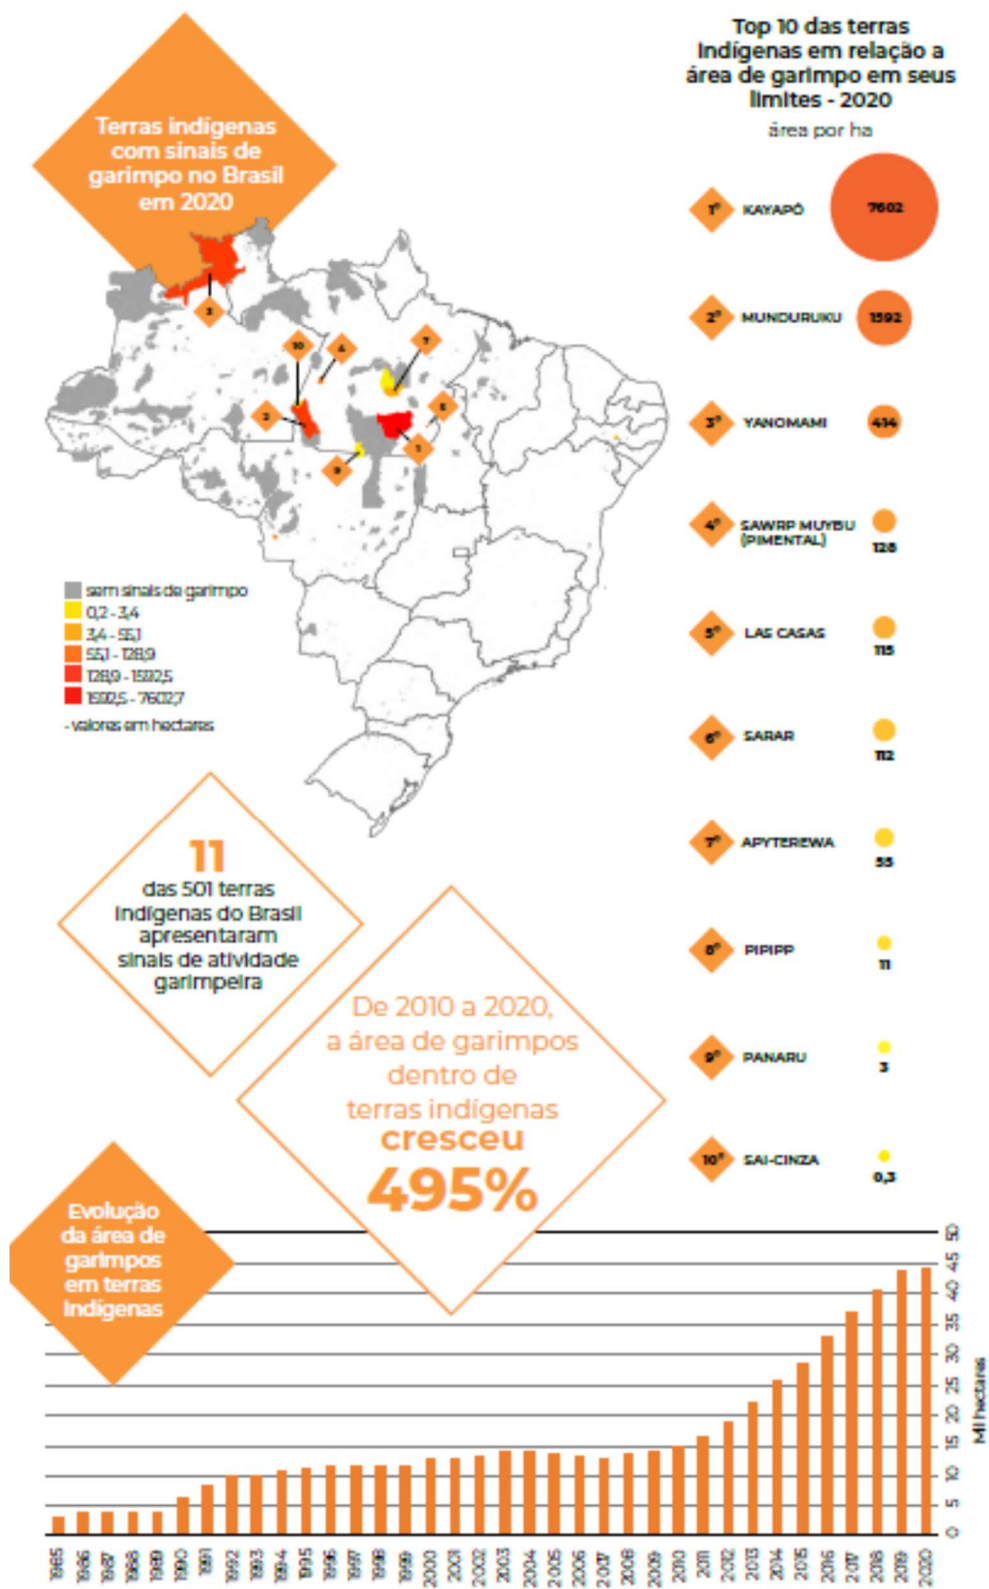 Terras indígenas
com sinais de
garimpo no Brasil
em 2020
Top 10 das terras
Indígenas em relação a
área de garimpo em seus
limites - 2020
área por ha
1º KAYAPÓ 7602
2º MUNDURUKU 1592
3º YANOMAMI 414
4º SAWRP MUYBU
(PIMENTAL) 128
5º LAS CASAS 115
6º SARAR 112
7º APYTEREWA 55
8º PIPIPP 11
9º PANARU 3
10º SAI-CINZA 0,3
3
10
4
7
2
5
9
1
sem sinais de garimpo
0,2 - 3,4
3,4 - 55,1
55,1 - 128,9
128,9 - 1592,5
1592,5 - 7602,7
- valores em hectares
11
das 501 terras
Indígenas do Brasil
apresentaram
sinais de atividade
garimpeira
De 2010 a 2020,
a área de garimpos
dentro de
terras indígenas
cresceu
495%
Evolução
da área de
garimpos
em terras
Indígenas
50
45
40
35
30
25
20
15
10
5
0
Mil hectares
1985 1986 1987 1988 1989 1990 1991 1992 1993 1994 1995 1996 1997 1998 1999 2000 2001 2002 2003 2004 2005 2006 2007 2008 2009 2010 2011 2012 2013 2014 2015 2016 2017 2018 2019 2020